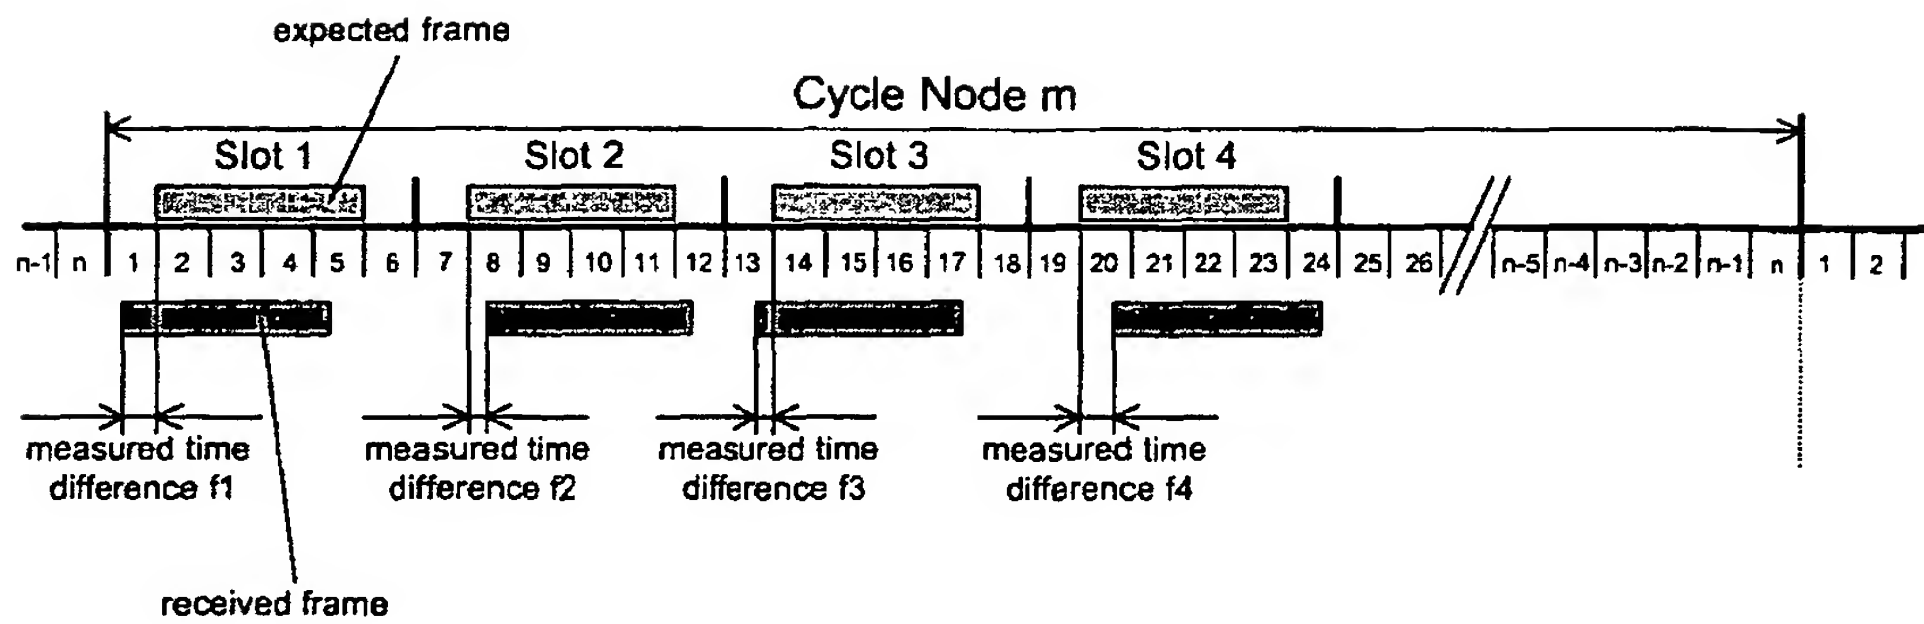 expected frame
Cycle Node m
Slot 1 Slot 2 Slot 3 Slot 4
n-1 n 1 2 3 4 5 6 7 8 9 10 11 12 13 14 15 16 17 18 19 20 21 22 23 24 25 26 n-5 n-4 n-3 n-2 n-1 n 1 2
measured time measured time measured time measured time
difference f1 difference f2 difference f3 difference f4
received frame